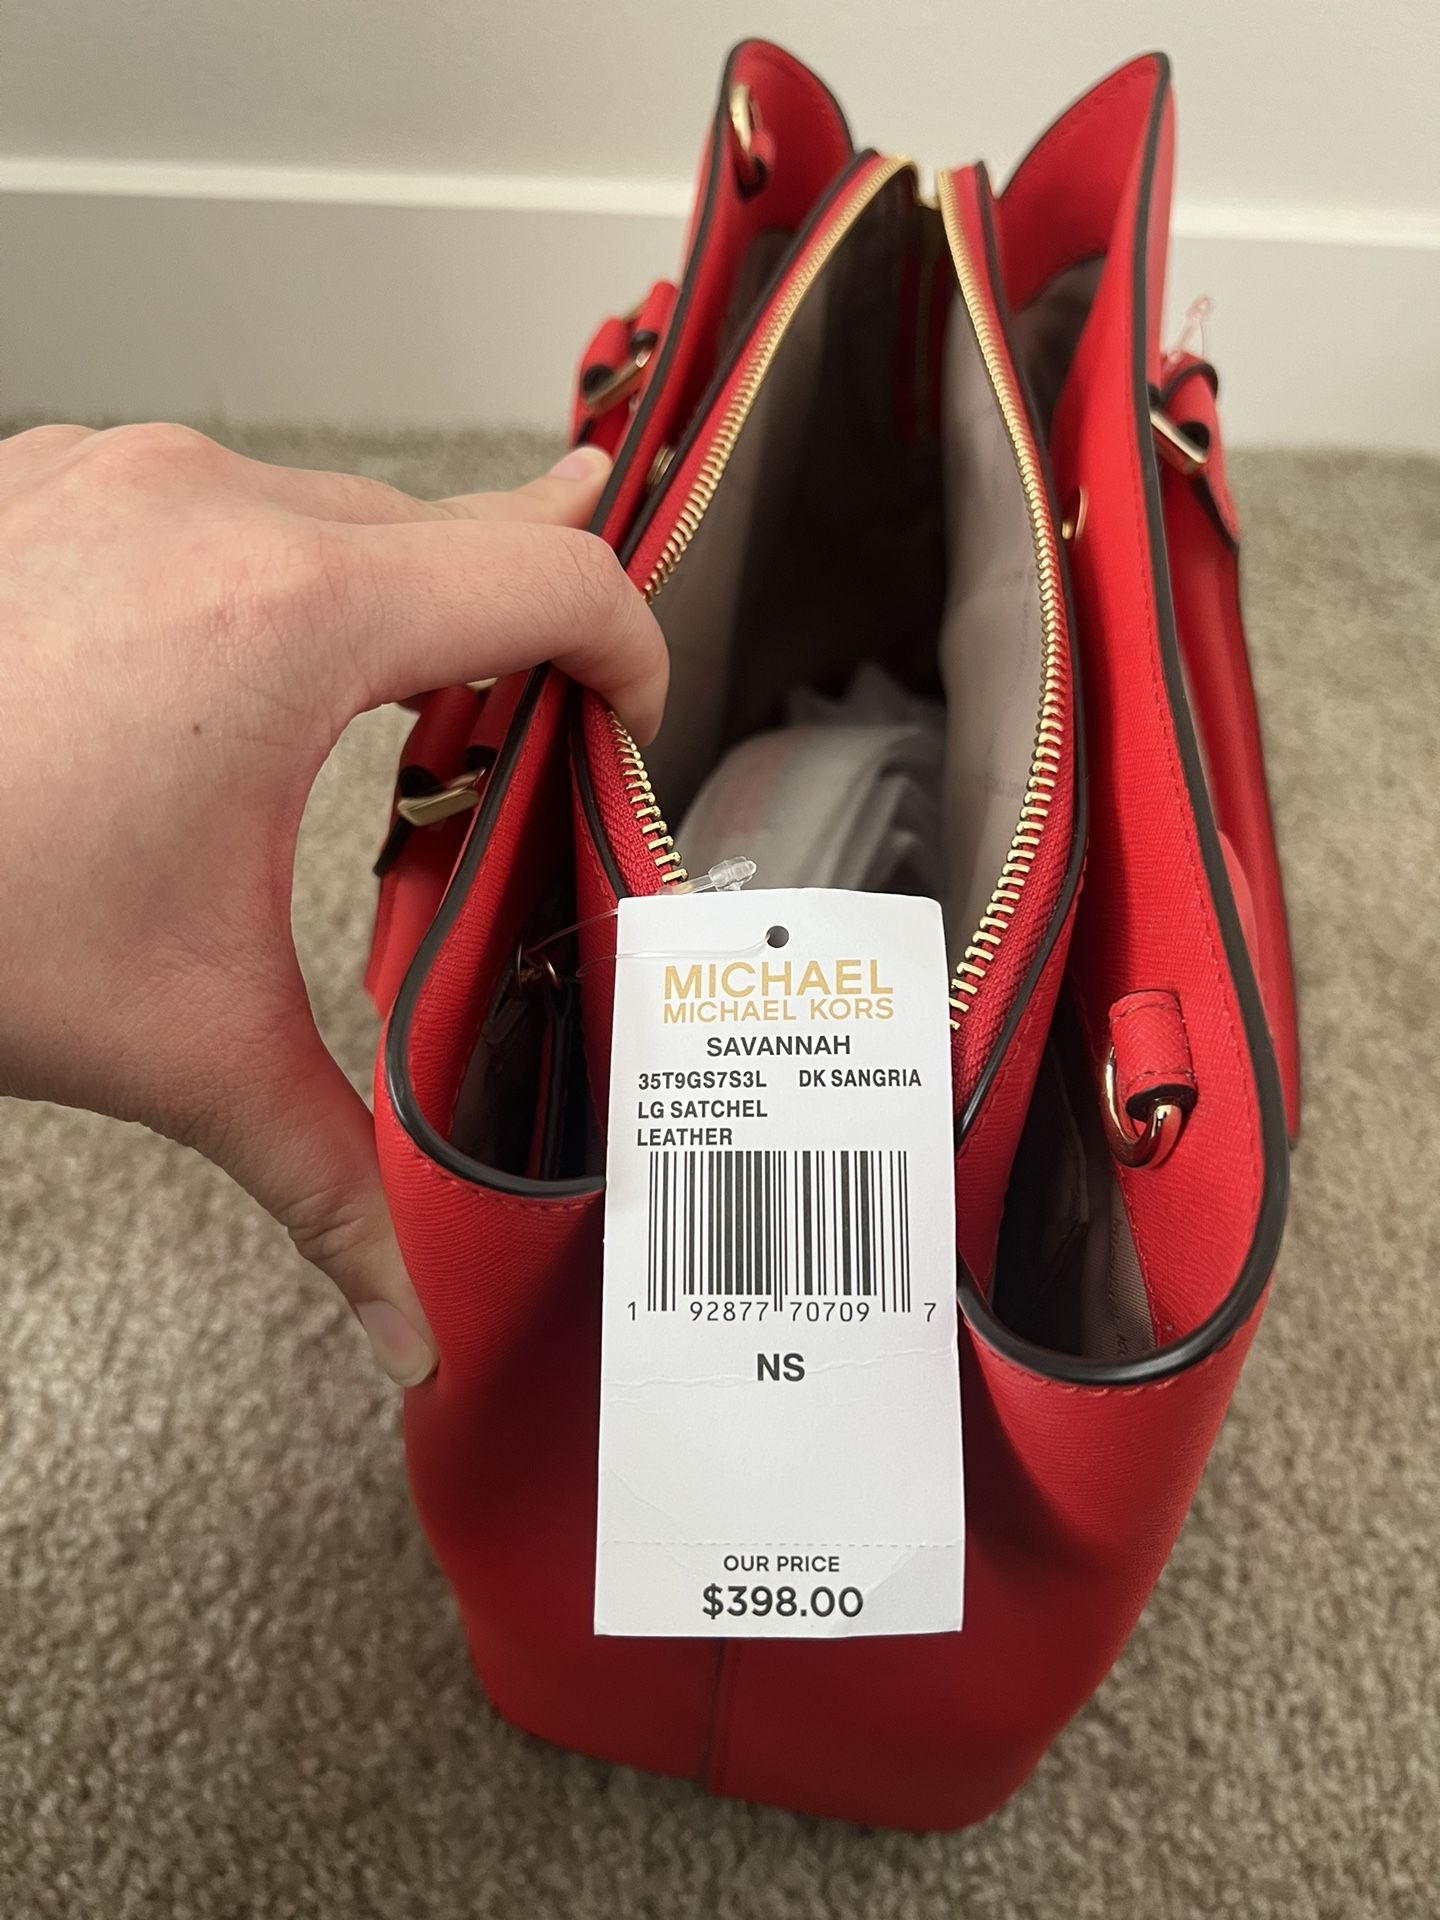 MICHAEL
MICHAEL KORS
SAVANNAH
35T9GS7S3L DK SANGRIA
LG SATCHEL
LEATHER
1 92877 70709 7
NS
OUR PRICE
$398.00